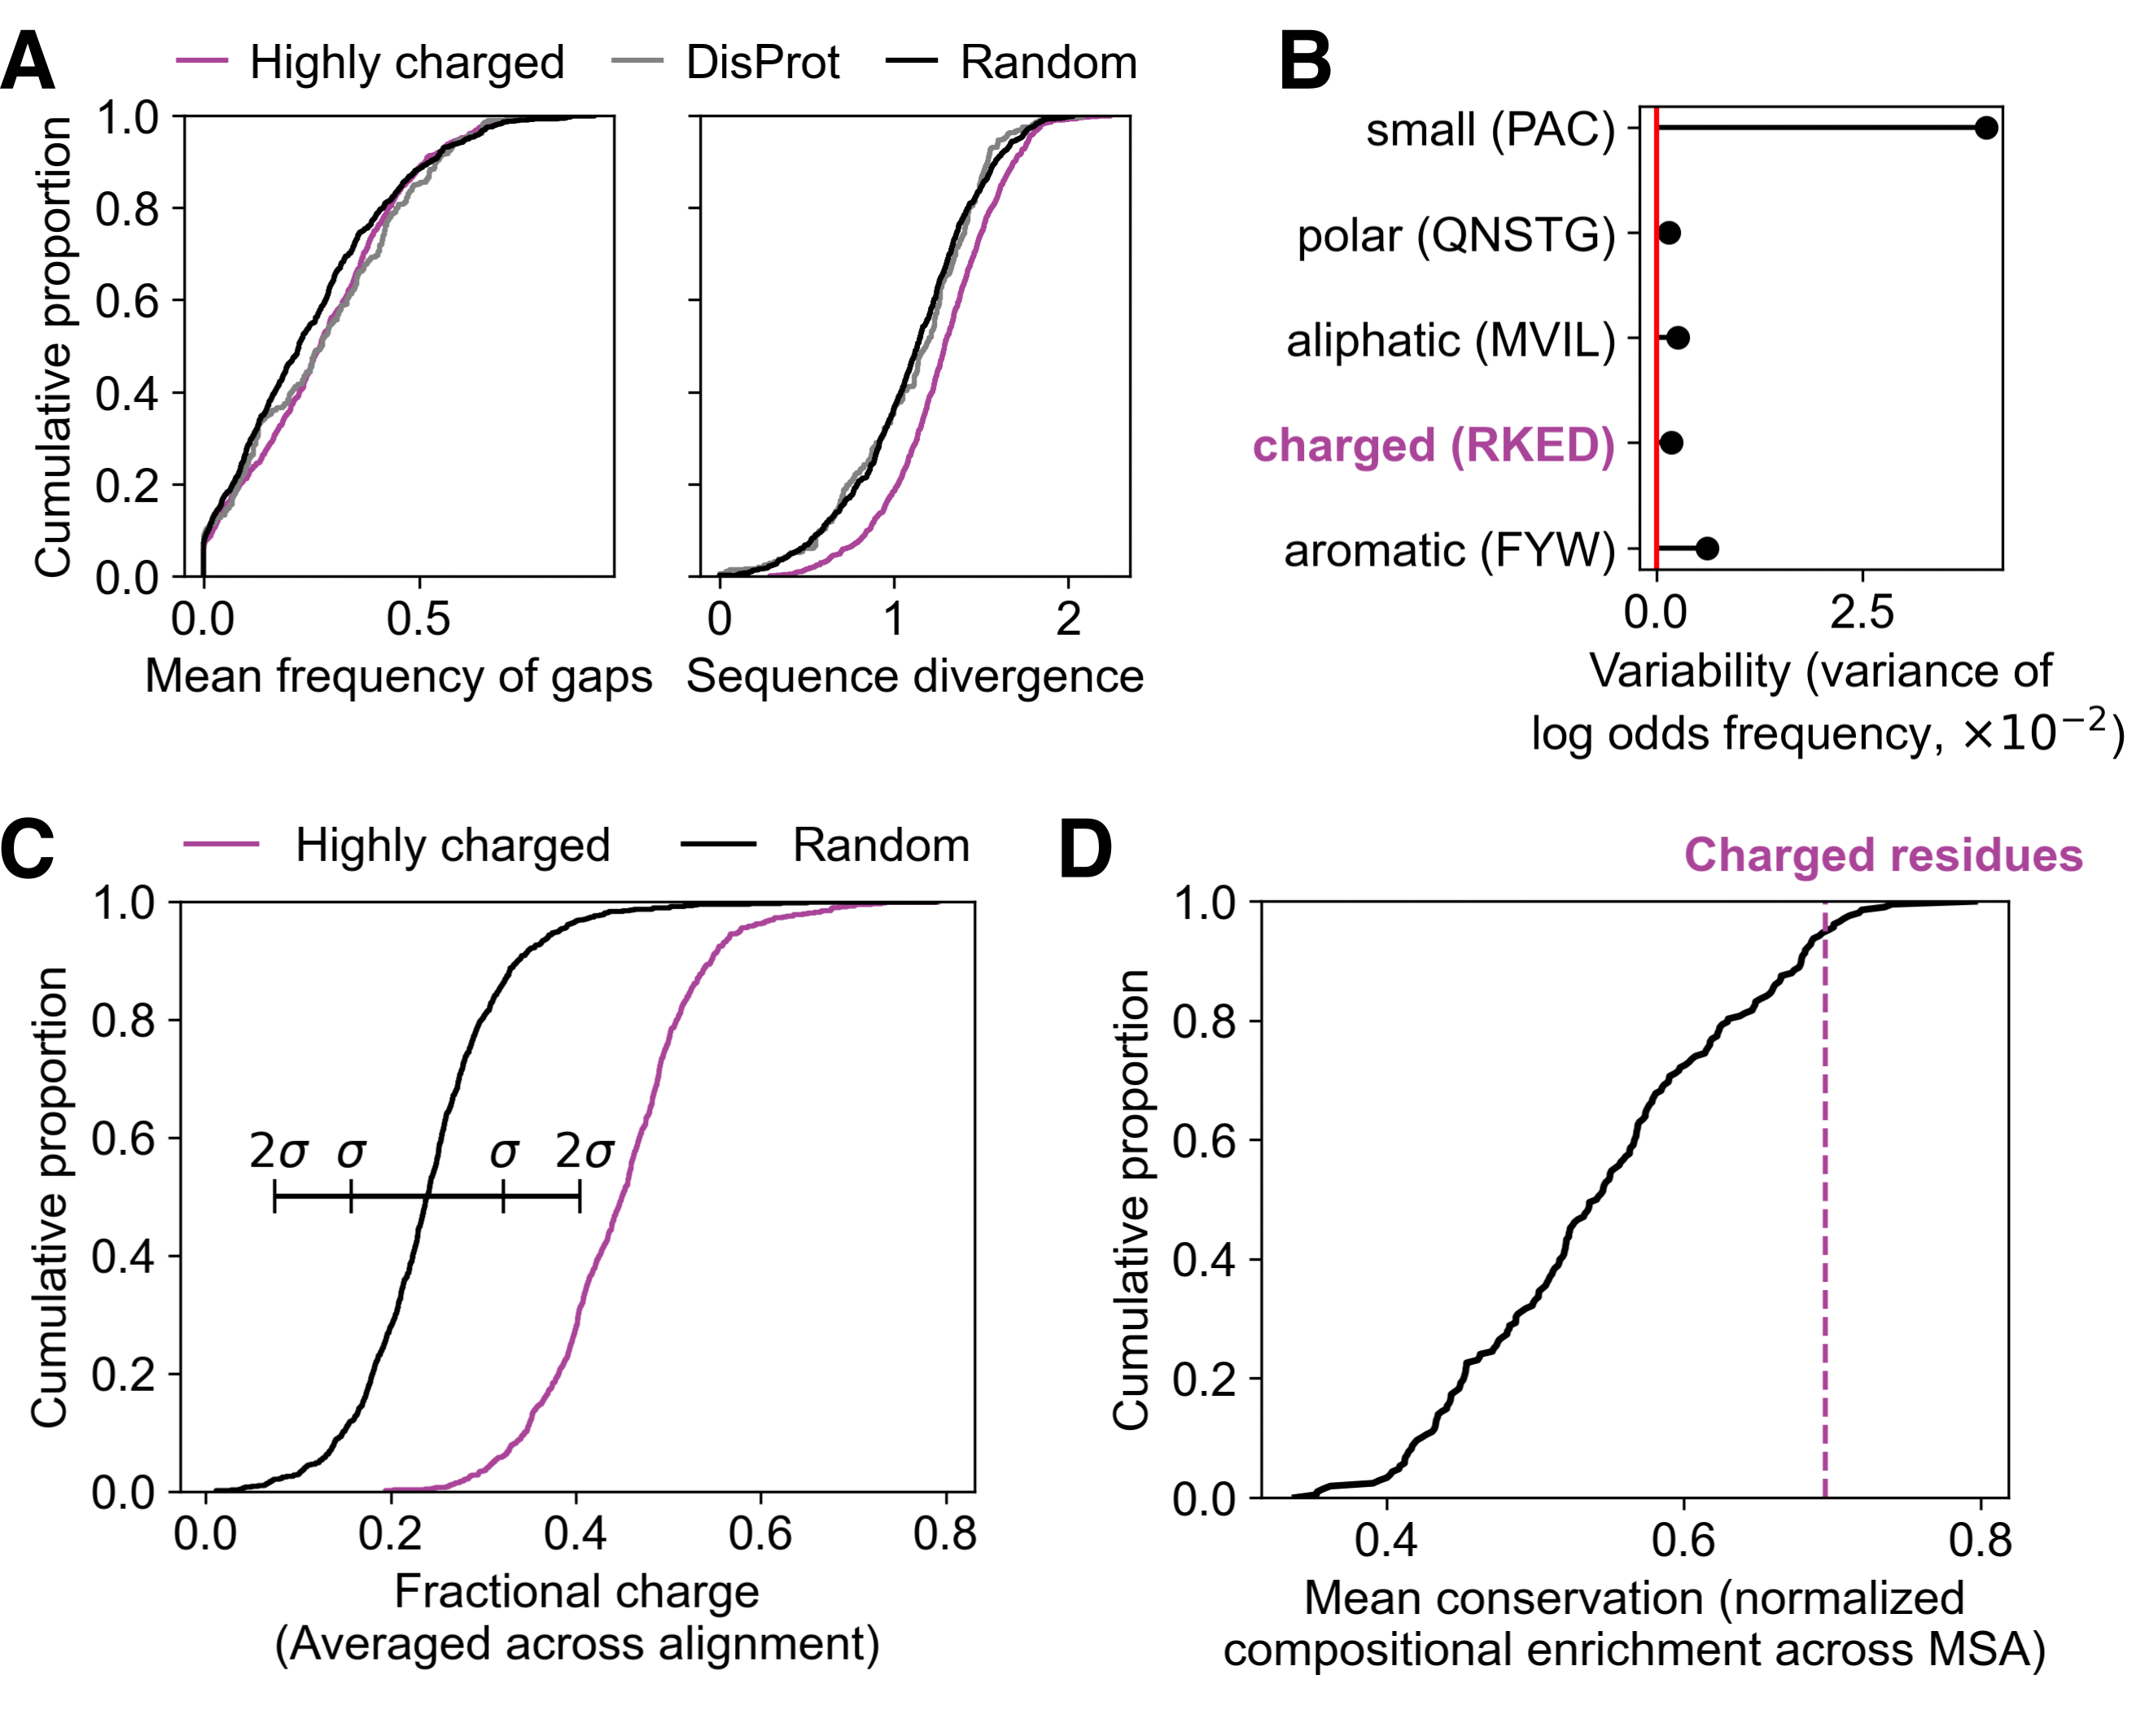 A
Highly charged
DisProt
Random
Cumulative proportion
1.0
0.8
0.6
0.4
0.2
0.0
0.0
0.5
Mean frequency of gaps
0
1
2
Sequence divergence
B
small (PAC)
polar (QNSTG)
aliphatic (MVIL)
charged (RKED)
aromatic (FYW)
0.0
2.5
Variability (variance of
log odds frequency, ×10⁻²)
C
Highly charged
Random
Cumulative proportion
1.0
0.8
0.6
0.4
0.2
0.0
2σ
σ
σ
2σ
0.0
0.2
0.4
0.6
0.8
Fractional charge
(Averaged across alignment)
D
Charged residues
Cumulative proportion
1.0
0.8
0.6
0.4
0.2
0.0
0.4
0.6
0.8
Mean conservation (normalized
compositional enrichment across MSA)